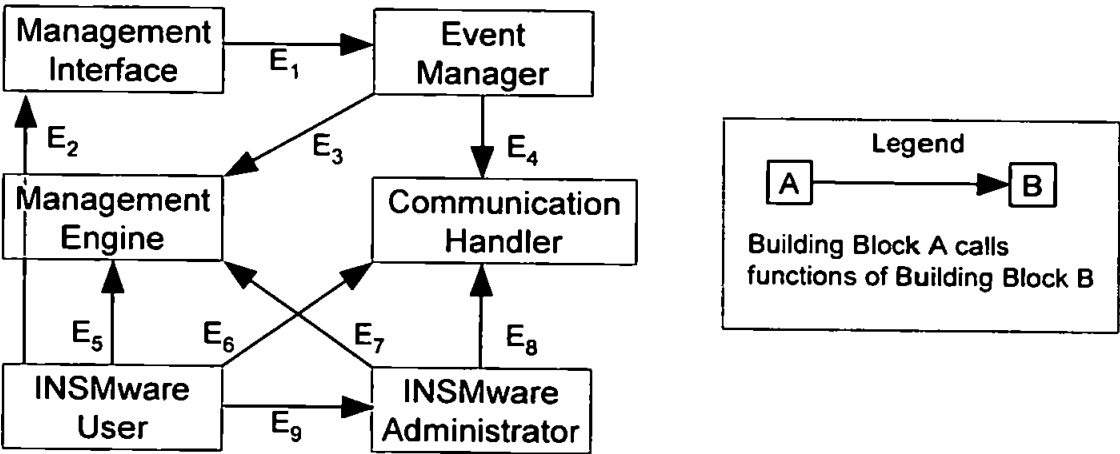 Management
Interface
E1
Event
Manager
E2
E3
E4
Management
Engine
Communication
Handler
E5
E6
E7
E8
INSMware
User
E9
INSMware
Administrator
Legend
A
B
Building Block A calls
functions of Building Block B